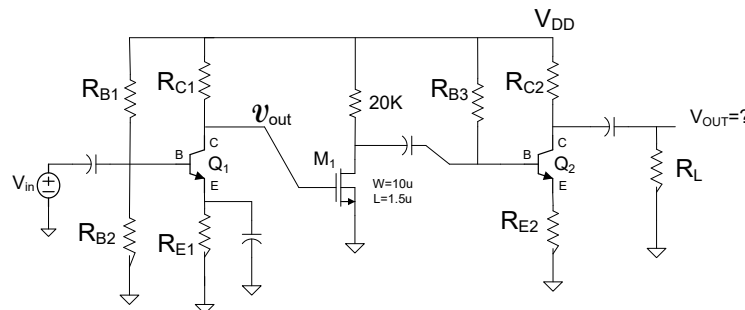 V_DD
R_B1
R_C1
20K
R_B3
R_C2
v_out
V_OUT=?
V_in
B
C
E
Q_1
M_1
W=10u
L=1.5u
B
C
E
Q_2
R_L
R_B2
R_E1
R_E2